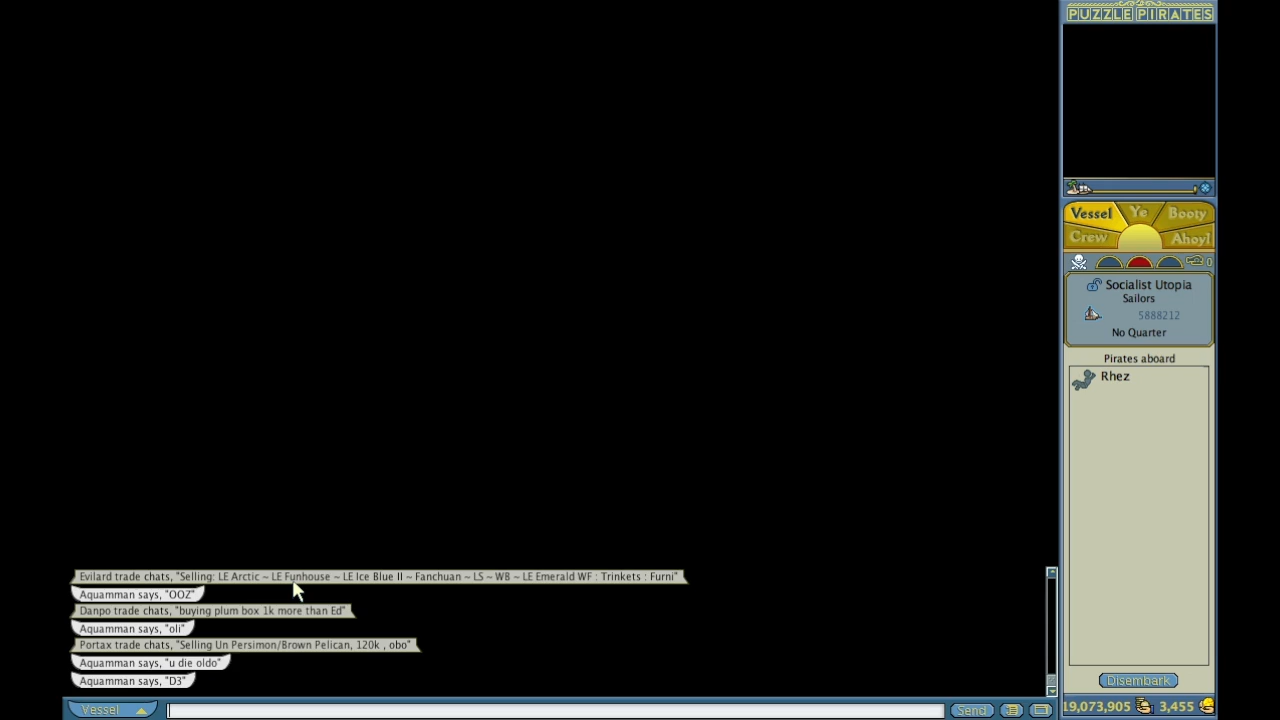 PUZZLE PIRATES
Vessel Ye Booty
Crew Ahoy!
0
Socialist Utopia
Sailors
5888212
No Quarter
Pirates aboard
Rhez
Evilard trade chats, "Selling: LE Arctic ~ LE Funhouse ~ LE Ice Blue II ~ Fanchuan ~ LS ~ WB ~ LE Emerald WF : Trinkets : Furni"
Aquamman says, "OOZ"
Danpo trade chats, "buying plum box 1k more than Ed"
Aquamman says, "oli"
Portax trade chats, "Selling Un Persimon/Brown Pelican, 120k , obo"
Aquamman says, "u die oldo"
Aquamman says, "D3"
Disembark
Vessel Send
19,073,905 3,455